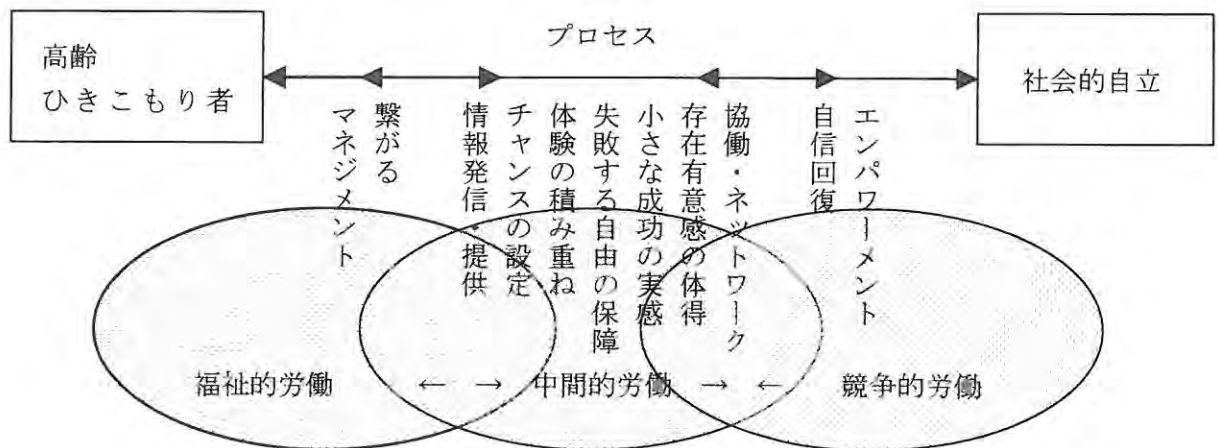 プロセス
高齢
ひきこもり者
社会的自立
マネジメント
繋がる
情報発信・提供
チャンスの設定
体験の積み重ね
失敗する自由の保障
小さな成功の実感
存在有意感の体得
協働・ネットワーク
自信回復
エンパワーメント
福祉的労働 ← → 中間的労働 → ← 競争的労働